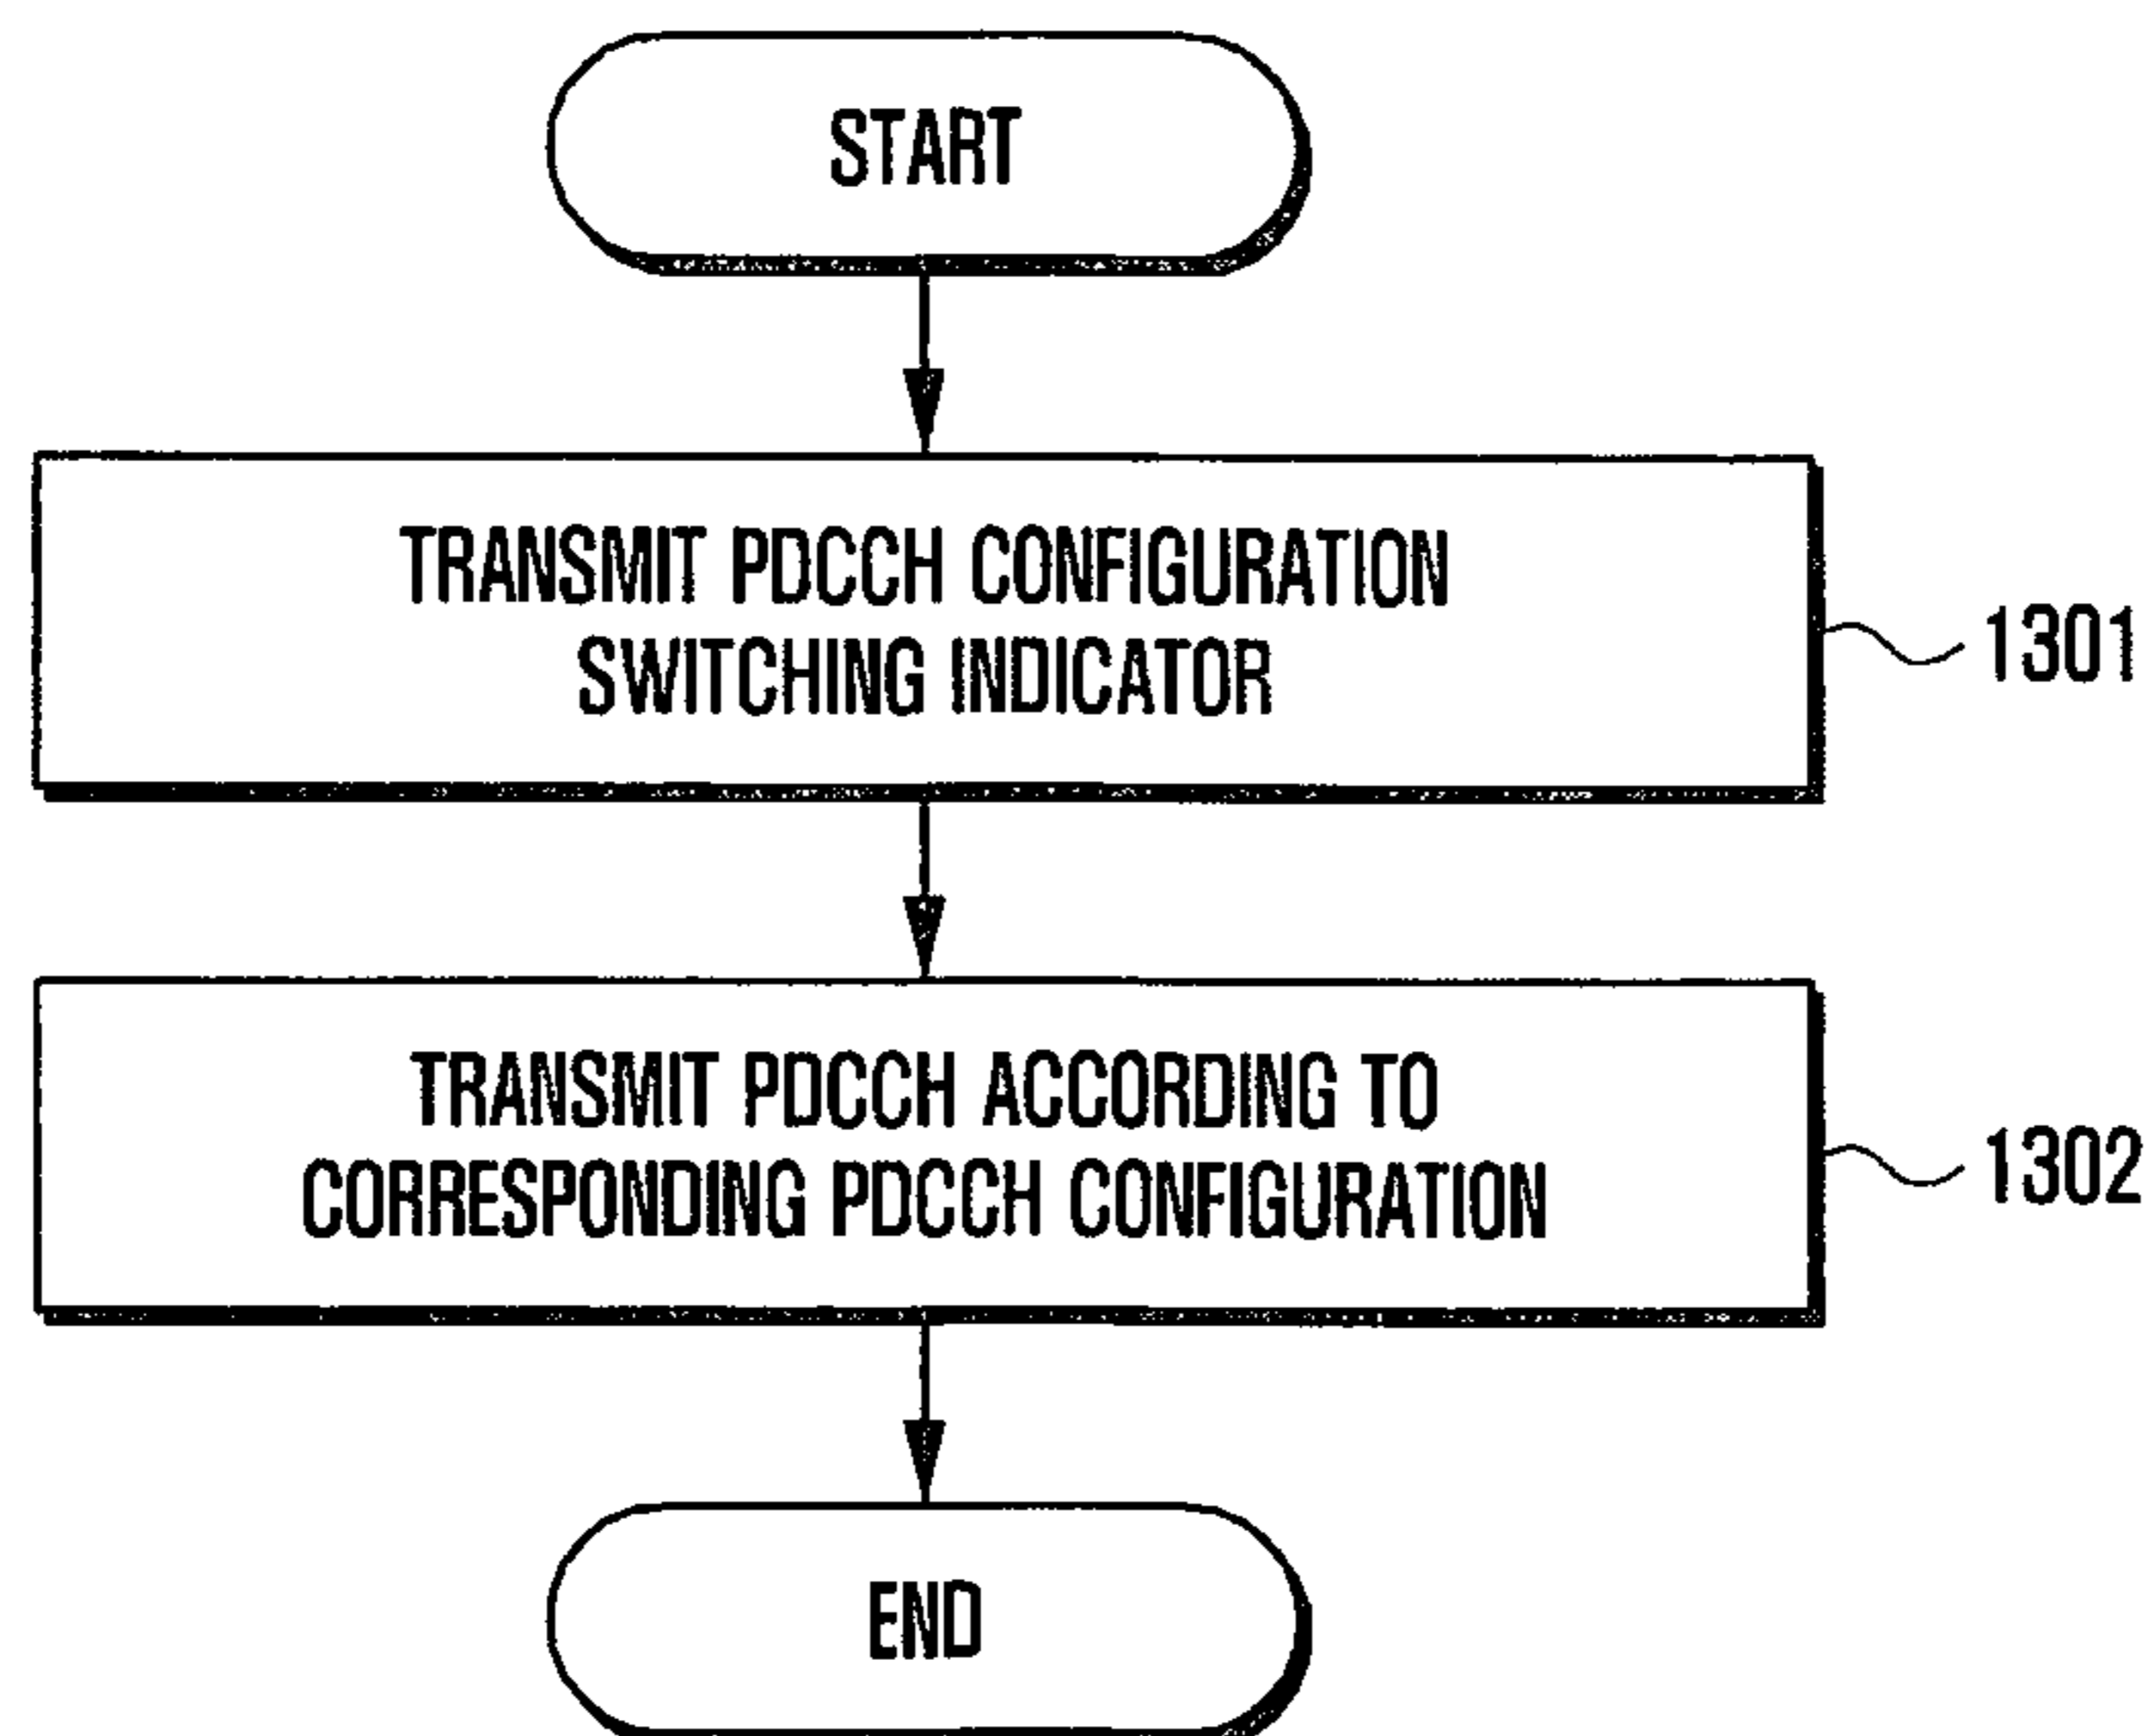 START
TRANSMIT PDCCH CONFIGURATION
SWITCHING INDICATOR
1301
TRANSMIT PDCCH ACCORDING TO
CORRESPONDING PDCCH CONFIGURATION
1302
END